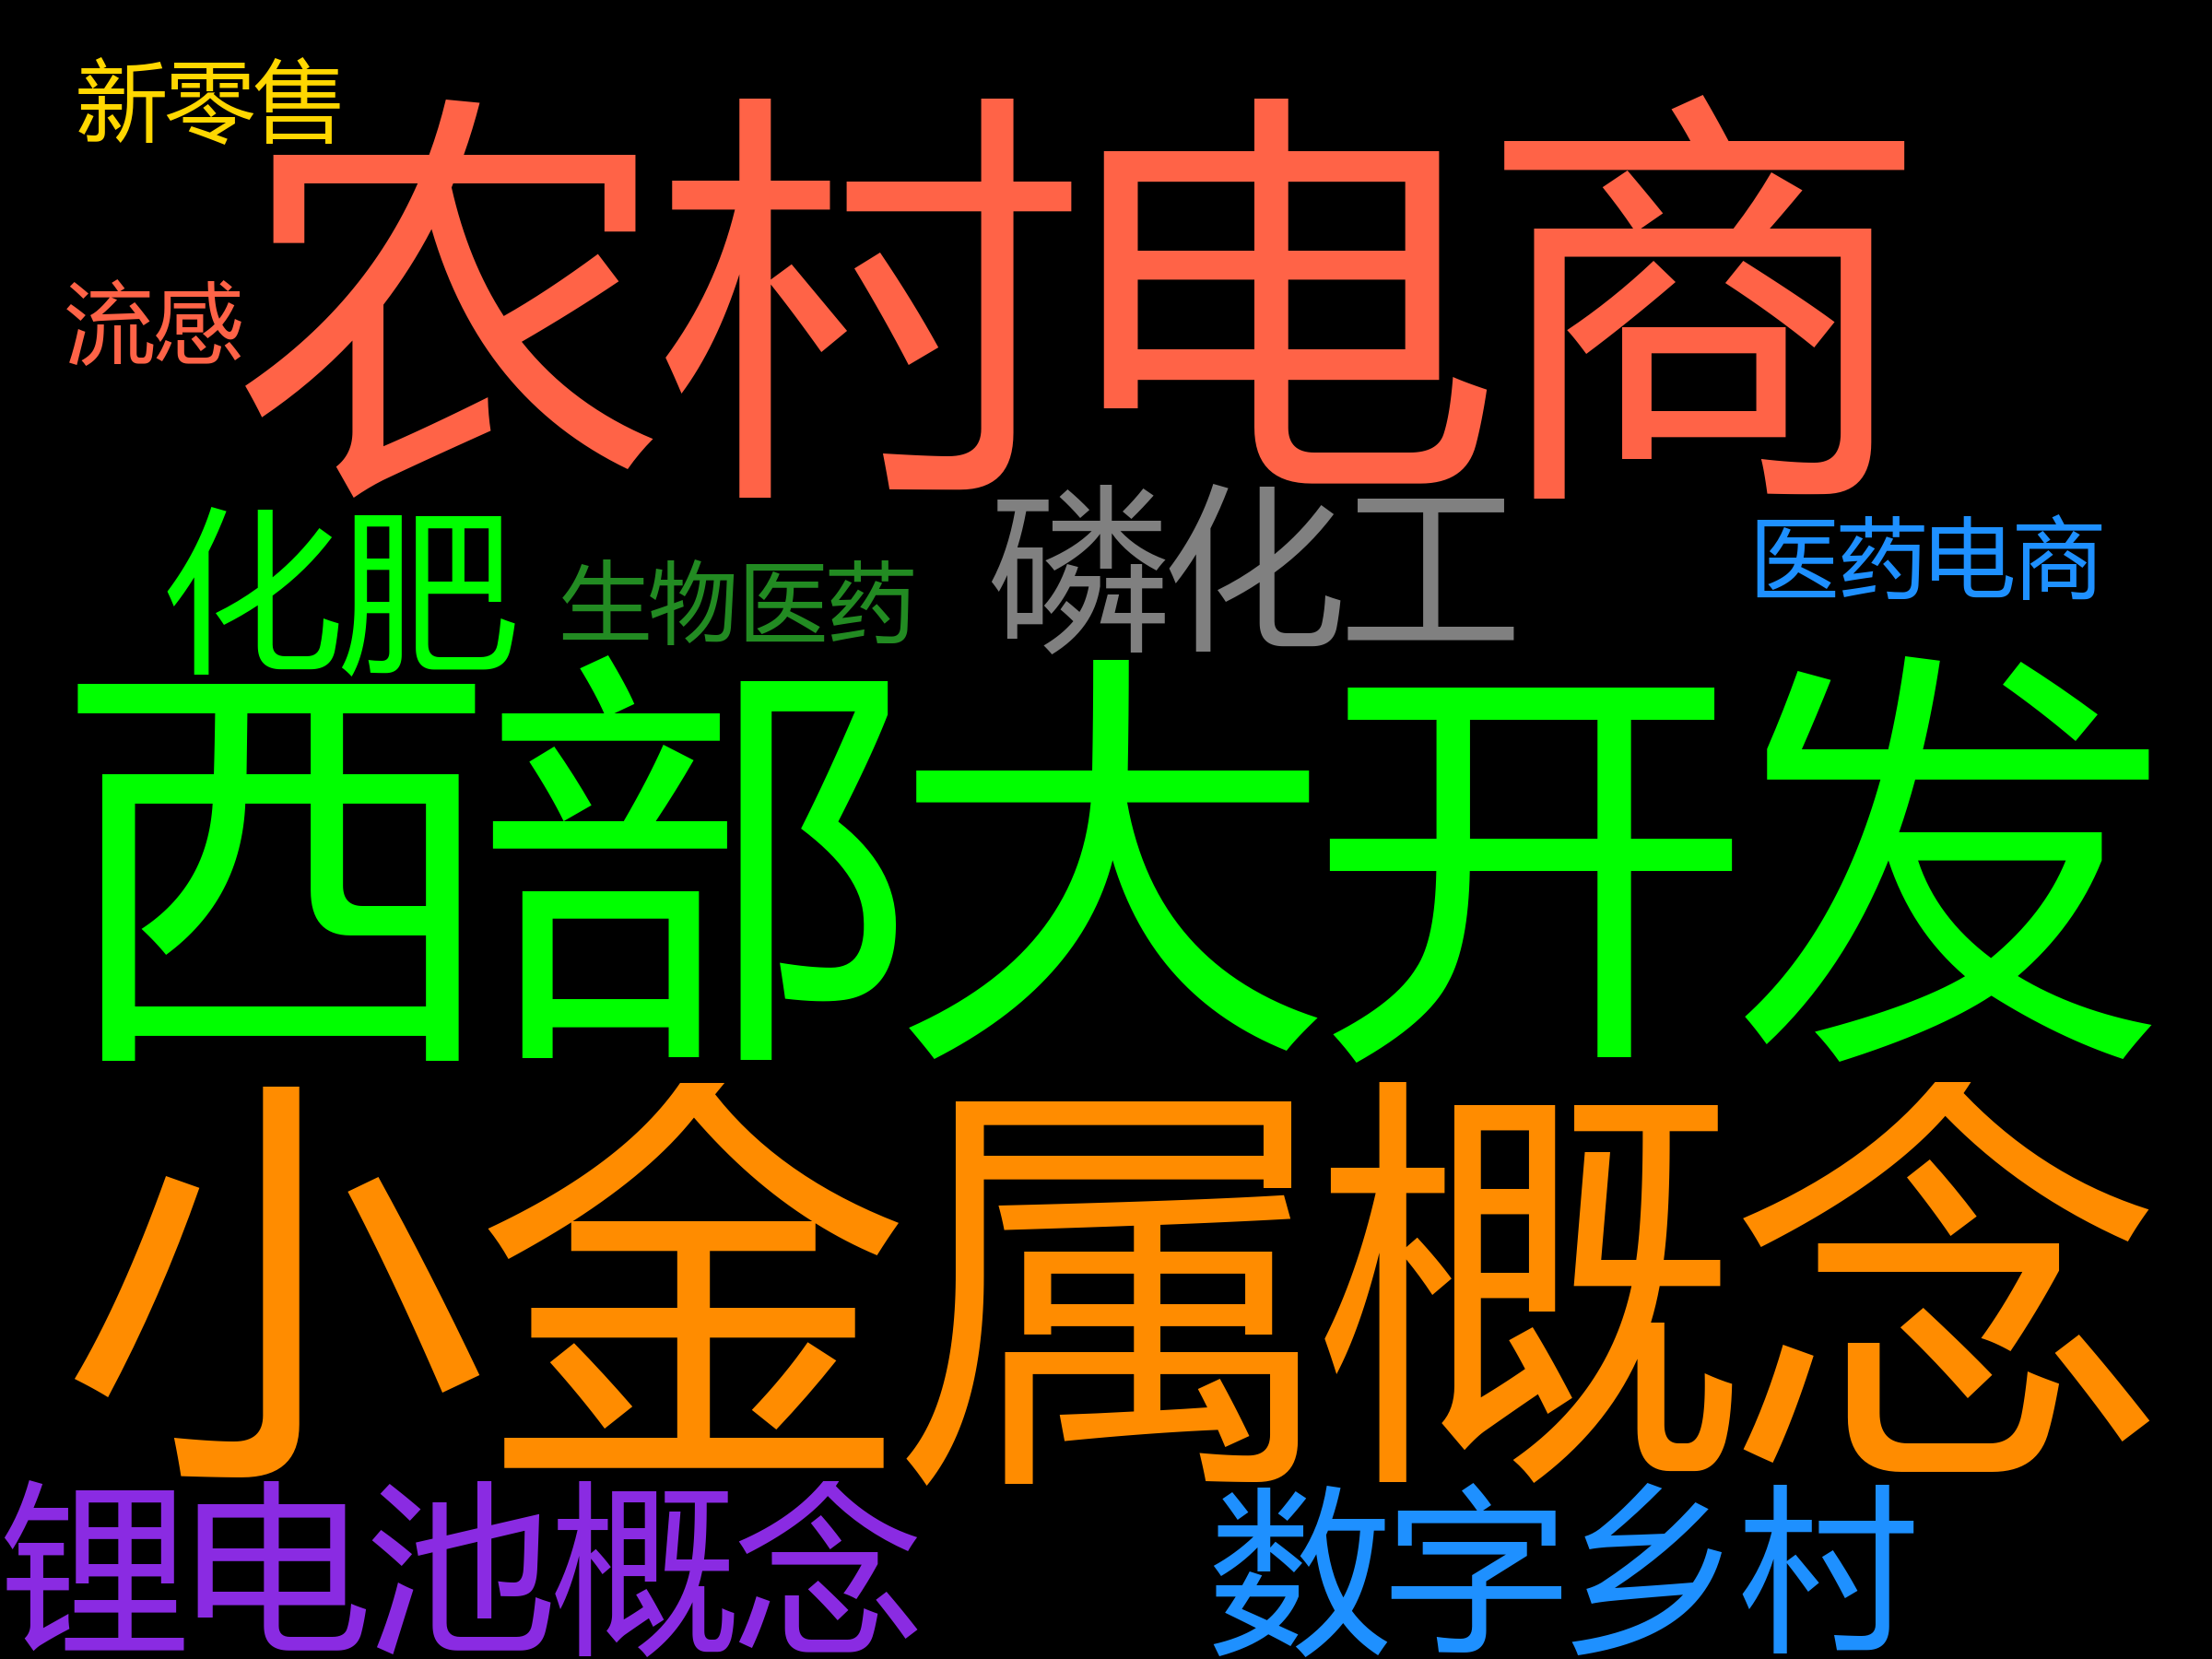 新零售
农村电商
流感
化肥
生物医药
磷化工
医药电商
西部大开发
小金属概念
锂电池概念
数字乡村